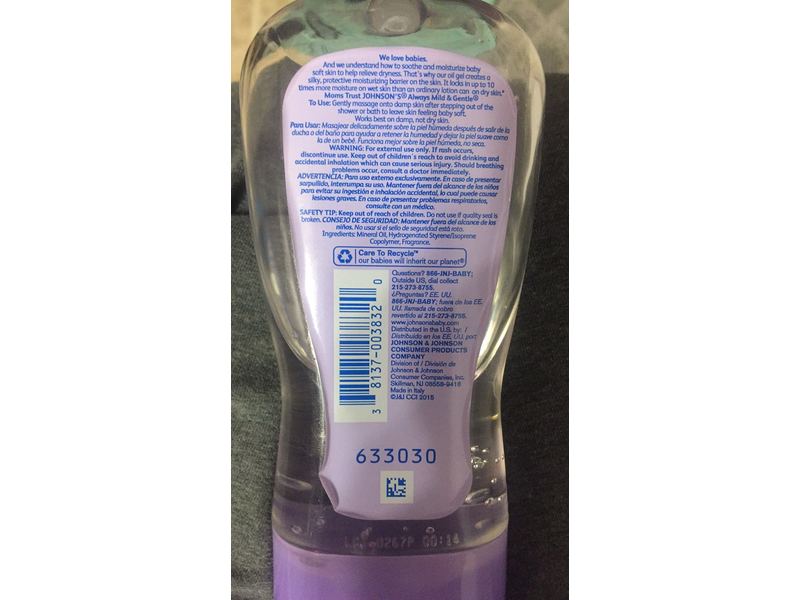 We love babies.
And we understand how to soothe and moisturize baby
soft skin to help relieve dryness. That's why our oil gel creates a
silky, protective moisturizing barrier on the skin. It locks in up to 10
times more moisture on wet skin than an ordinary lotion can on dry skin.*
Moms Trust JOHNSON'S® Always Mild & Gentle®
To Use: Gently massage onto damp skin after stepping out of the
shower or bath to leave skin feeling baby soft.
Works best on damp, not dry skin.
Para Usar: Masajear delicadamente sobre la piel húmeda después de salir de la
ducha o del baño para ayudar a retener la humedad y dejar la piel suave como
la de un bebé. Funciona mejor sobre la piel húmeda, no seca.
WARNING: For external use only. If rash occurs,
discontinue use. Keep out of children's reach to avoid drinking and
accidental inhalation which can cause serious injury. Should breathing
problems occur, consult a doctor immediately.
ADVERTENCIA: Para uso externo exclusivamente. En caso de presentar
sarpullido, interrumpa su uso. Mantener fuera del alcance de los niños
para evitar su ingestión e inhalación accidental, lo cual puede causar
lesiones graves. En caso de presentar problemas respiratorios,
consulte con un médico.
SAFETY TIP: Keep out of reach of children. Do not use if quality seal is
broken. CONSEJO DE SEGURIDAD: Mantener fuera del alcance de los
niños. No usar si el sello de seguridad está roto.
Ingredients: Mineral Oil, Hydrogenated Styrene/Isoprene
Copolymer, Fragrance.
Care To Recycle™
our babies will inherit our planet®
Questions? 866-JNJ-BABY;
Outside US, dial collect
215-273-8755.
¿Preguntas? EE. UU.
866-JNJ-BABY; fuera de los EE.
UU. llamada de cobro
revertido al 215-273-8755.
www.johnsonsbaby.com
Distributed in the U.S. by: /
Distribuido en los EE. UU. por:
JOHNSON & JOHNSON
CONSUMER PRODUCTS
COMPANY
Division of / División de
Johnson & Johnson
Consumer Companies, Inc.
Skillman, NJ 08558-9418
Made in Italy
©J&J CCI 2015
3 8137-003832 0
633030
0267P 00:14